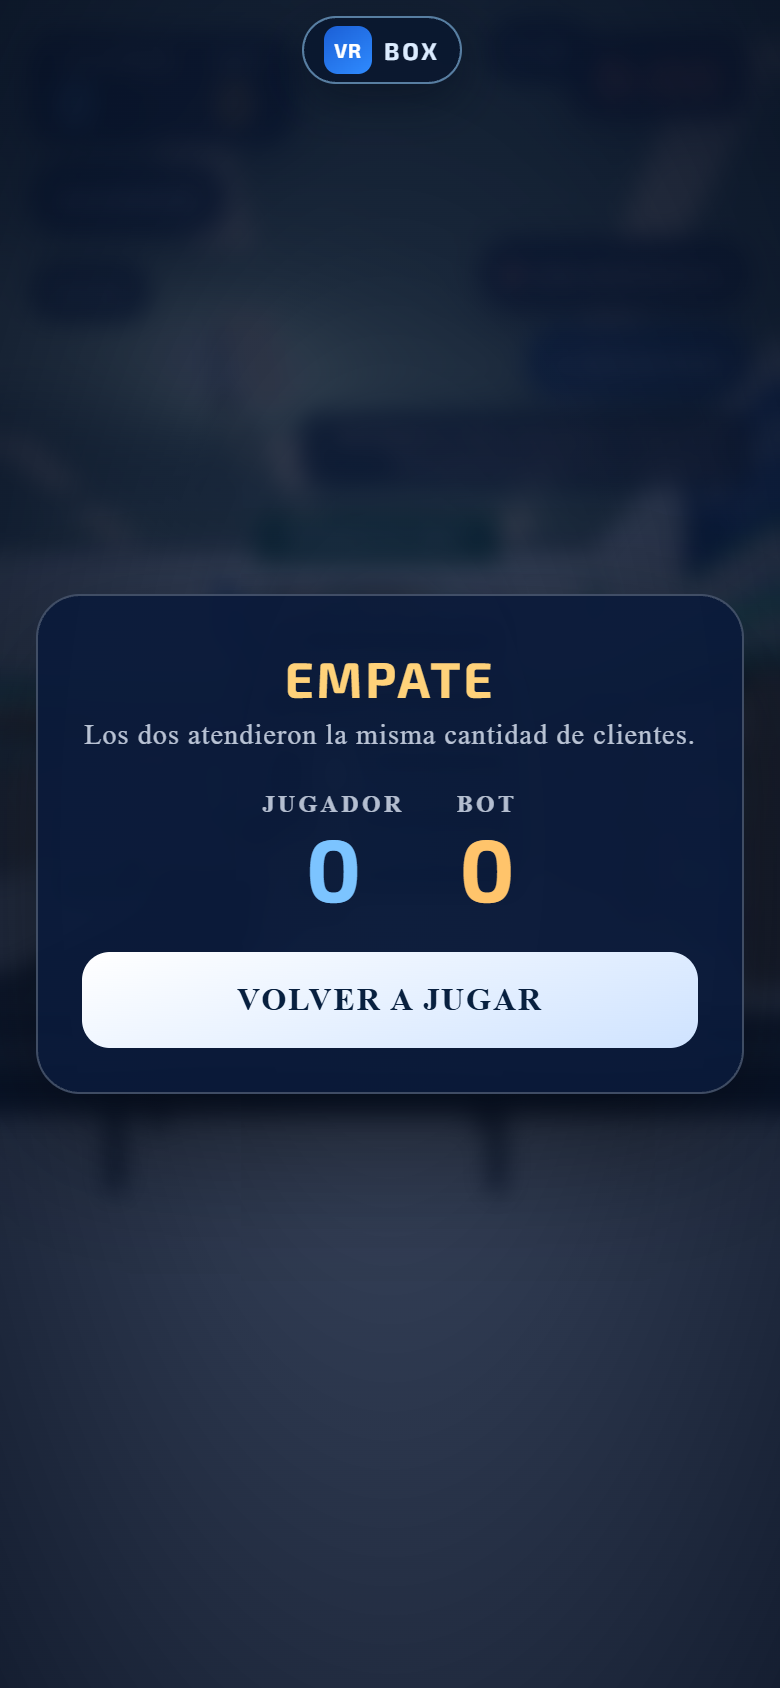 VR BOX
EMPATE
Los dos atendieron la misma cantidad de clientes.
JUGADOR BOT
0 0
VOLVER A JUGAR